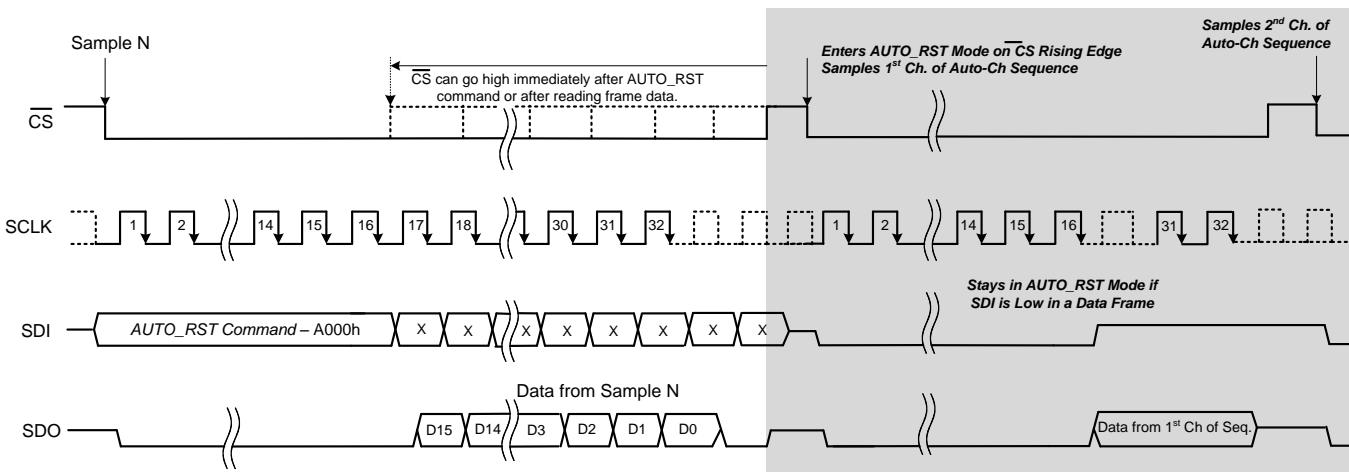 Sample N
CS can go high immediately after AUTO_RST
command or after reading frame data.
Enters AUTO_RST Mode on CS Rising Edge
Samples 1st Ch. of Auto-Ch Sequence
Samples 2nd Ch. of
Auto-Ch Sequence
CS
SCLK
1 2 14 15 16 17 18 30 31 32 1 2 14 15 16 31 32
Stays in AUTO_RST Mode if
SDI is Low in a Data Frame
SDI
AUTO_RST Command – A000h X X X X X X X X
Data from Sample N
SDO
D15 D14 D3 D2 D1 D0 Data from 1st Ch of Seq.